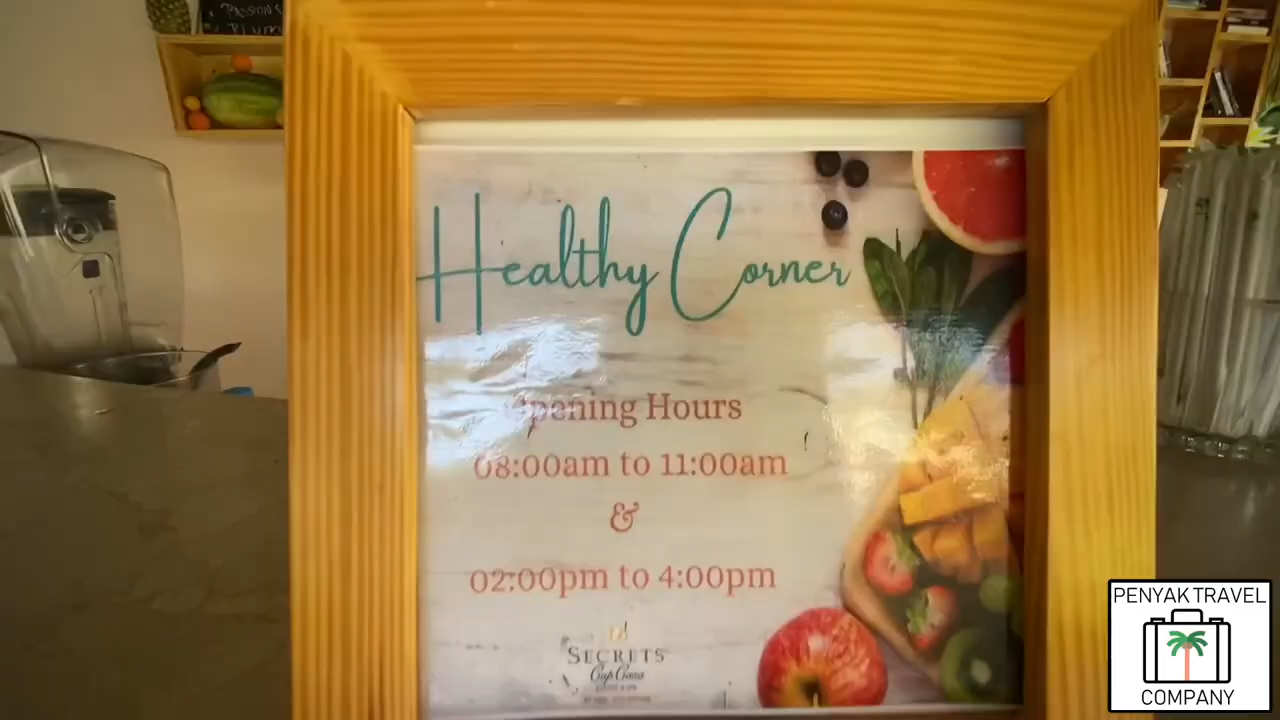 Healthy Corner
Opening Hours
08:00am to 11:00am
&
02:00pm to 4:00pm
SECRETS
Cap Cana
PENYAK TRAVEL
COMPANY